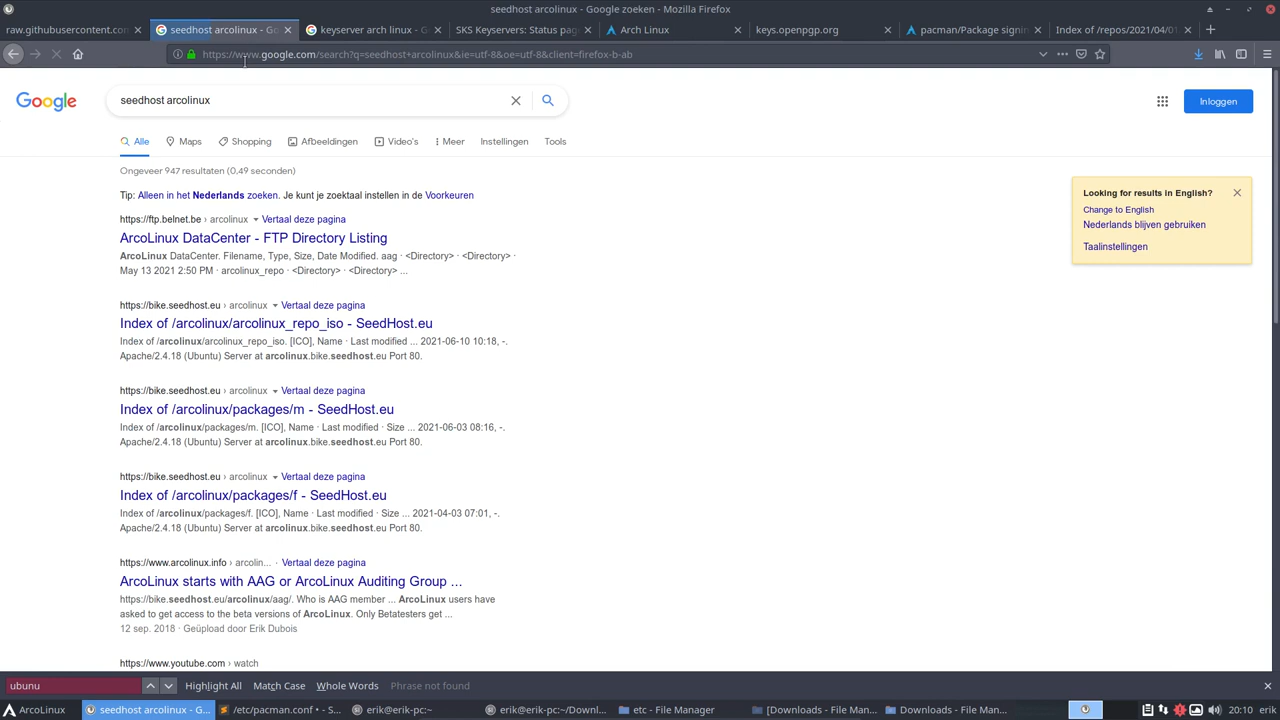 seedhost arcolinux - Google zoeken - Mozilla Firefox
raw.githubusercontent.com
seedhost arcolinux - Go
keyserver arch linux - Go
SKS Keyservers: Status pag
Arch Linux
keys.openpgp.org
pacman/Package signin
Index of /repos/2021/04/01
https://www.google.com/search?q=seedhost+arcolinux&ie=utf-8&oe=utf-8&client=firefox-b-ab
Google
seedhost arcolinux
Inloggen
Alle Maps Shopping Afbeeldingen Video's Meer Instellingen Tools
Ongeveer 947 resultaten (0,49 seconden)
Looking for results in English?
Change to English
Nederlands blijven gebruiken
Taalinstellingen
Tip: Alleen in het Nederlands zoeken. Je kunt je zoektaal instellen in de Voorkeuren
https://ftp.belnet.be › arcolinux Vertaal deze pagina
ArcoLinux DataCenter - FTP Directory Listing
ArcoLinux DataCenter. Filename, Type, Size, Date Modified. aag · <Directory> · <Directory> ·
May 13 2021 2:50 PM · arcolinux_repo · <Directory> · <Directory> ...
https://bike.seedhost.eu › arcolinux Vertaal deze pagina
Index of /arcolinux/arcolinux_repo_iso - SeedHost.eu
Index of /arcolinux/arcolinux_repo_iso. [ICO], Name · Last modified ... 2021-06-10 10:18, -.
Apache/2.4.18 (Ubuntu) Server at arcolinux.bike.seedhost.eu Port 80.
https://bike.seedhost.eu › arcolinux Vertaal deze pagina
Index of /arcolinux/packages/m - SeedHost.eu
Index of /arcolinux/packages/m. [ICO], Name · Last modified · Size ... 2021-06-03 08:16, -.
Apache/2.4.18 (Ubuntu) Server at arcolinux.bike.seedhost.eu Port 80.
https://bike.seedhost.eu › arcolinux Vertaal deze pagina
Index of /arcolinux/packages/f - SeedHost.eu
Index of /arcolinux/packages/f. [ICO], Name · Last modified · Size ... 2021-04-03 07:01, -.
Apache/2.4.18 (Ubuntu) Server at arcolinux.bike.seedhost.eu Port 80.
https://www.arcolinux.info › arcolin... · Vertaal deze pagina
ArcoLinux starts with AAG or ArcoLinux Auditing Group ...
https://bike.seedhost.eu/arcolinux/aag/. Who is AAG member ... ArcoLinux users have
asked to get access to the beta versions of ArcoLinux. Only Betatesters get ...
12 sep. 2018 · Geüpload door Erik Dubois
https://www.youtube.com › watch
ubunu Highlight All Match Case Whole Words Phrase not found
ArcoLinux seedhost arcolinux - G... /etc/pacman.conf • - S... erik@erik-pc:~ erik@erik-pc:~/Downl... etc - File Manager [Downloads - File Man... Downloads - File Man... 20:10 erik